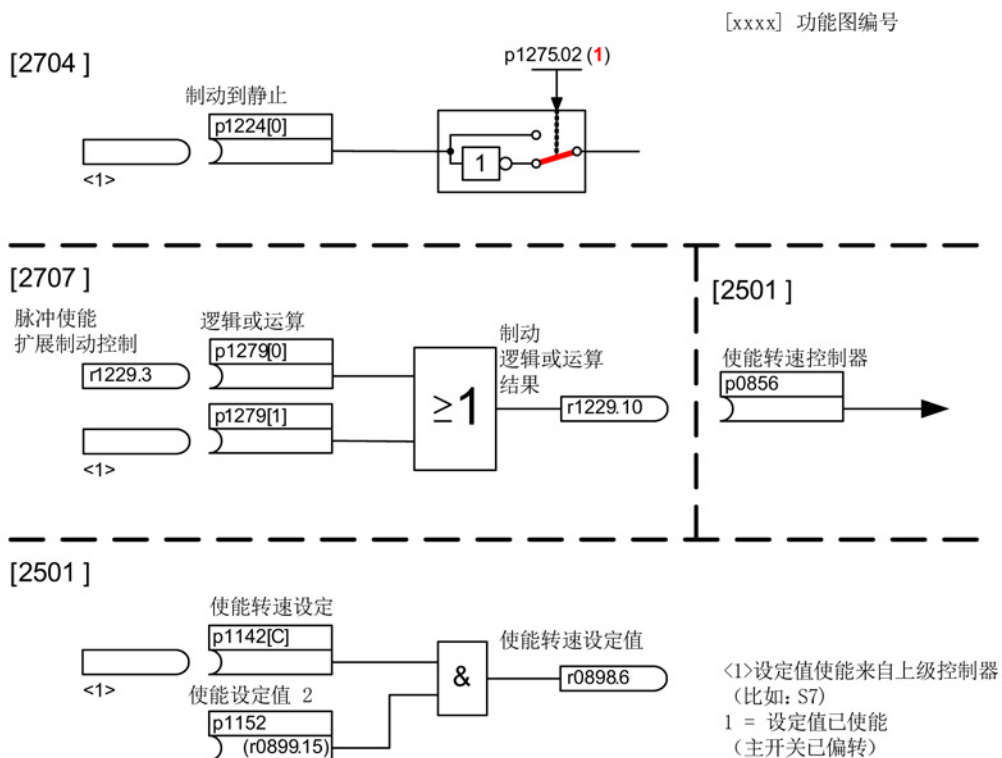 [xxxx] 功能图编号
[2704 ]
p1275.02 (1)
制动到静止
p1224[0]
1
<1>
[2707 ]
脉冲使能
扩展制动控制
r1229.3
逻辑或运算
p1279[0]
p1279[1]
<1>
≥1
制动
逻辑或运算
结果
r1229.10
[2501 ]
使能转速控制器
p0856
[2501 ]
使能转速设定
p1142[C]
<1>
使能设定值 2
p1152
(r0899.15)
&
使能转速设定值
r0898.6
<1>设定值使能来自上级控制器
(比如: S7)
1 = 设定值已使能
(主开关已偏转)